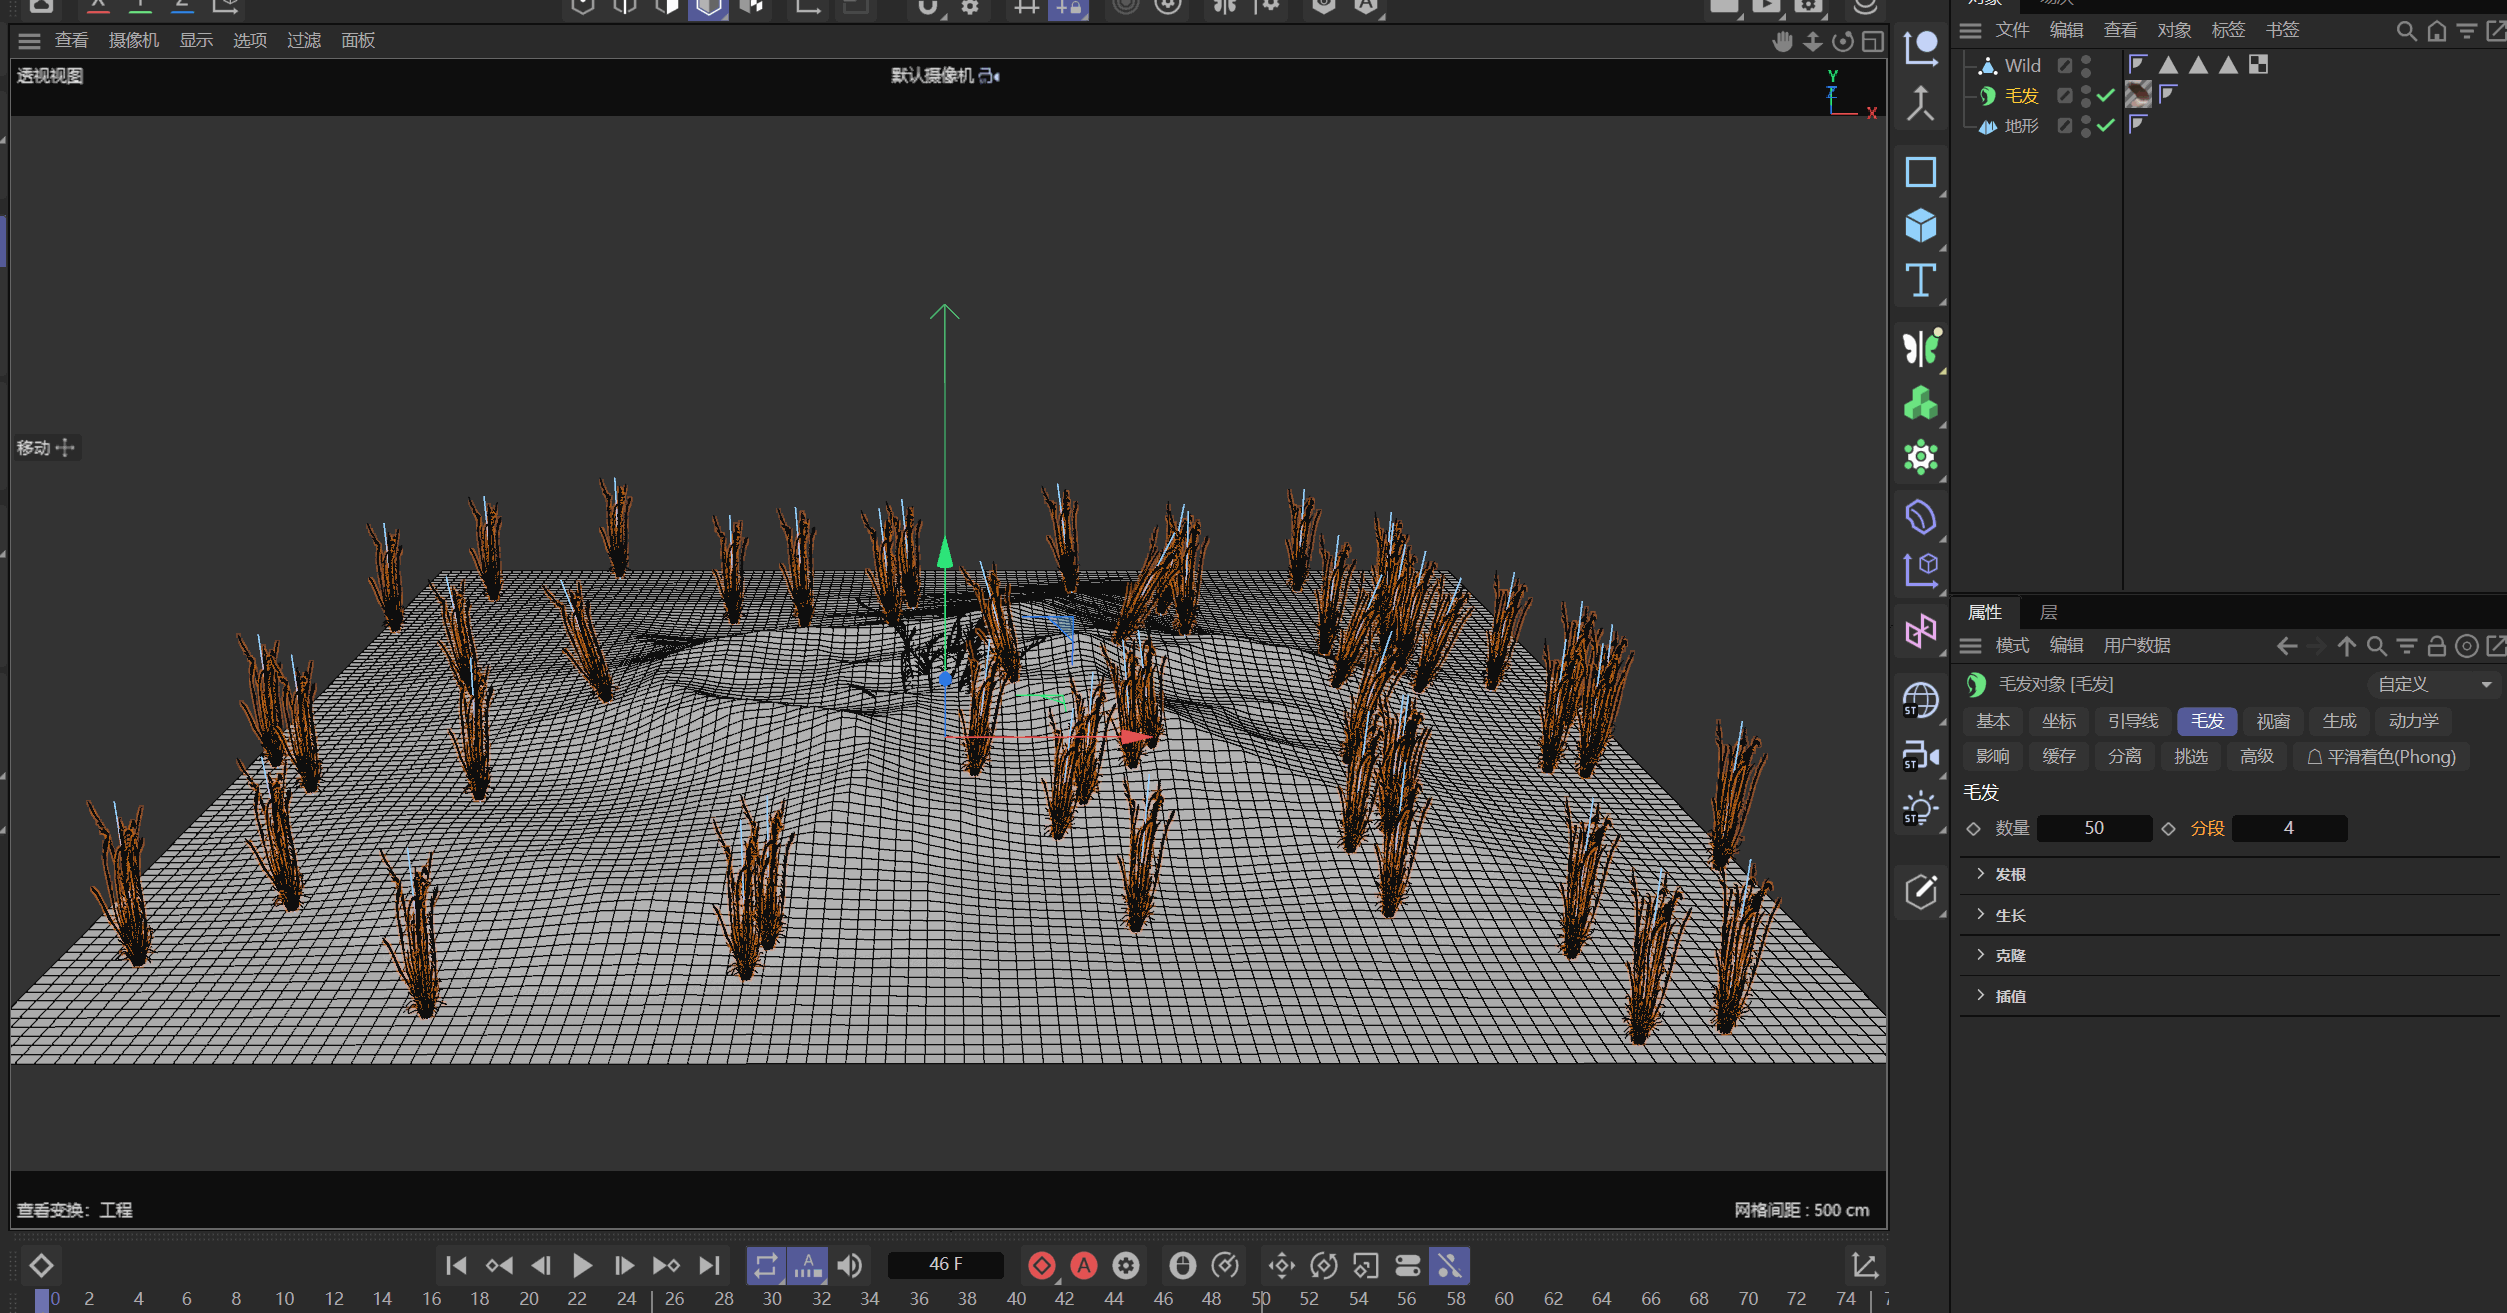 X Y Z
查看 摄像机 显示 选项 过滤 面板
透视视图
默认摄像机
Y
Z
X
移动
查看变换: 工程
网格间距 : 500 cm
46 F
0 2 4 6 8 10 12 14 16 18 20 22 24 26 28 30 32 34 36 38 40 42 44 46 48 50 52 54 56 58 60 62 64 66 68 70 72 74
ST
ST
ST
对象 场次
文件 编辑 查看 对象 标签 书签
Wild
毛发
地形
属性 层
模式 编辑 用户数据
毛发对象 [毛发] 自定义
基本 坐标 引导线 毛发 视窗 生成 动力学
影响 缓存 分离 挑选 高级 平滑着色(Phong)
毛发
数量 50 分段 4
发根
生长
克隆
插值